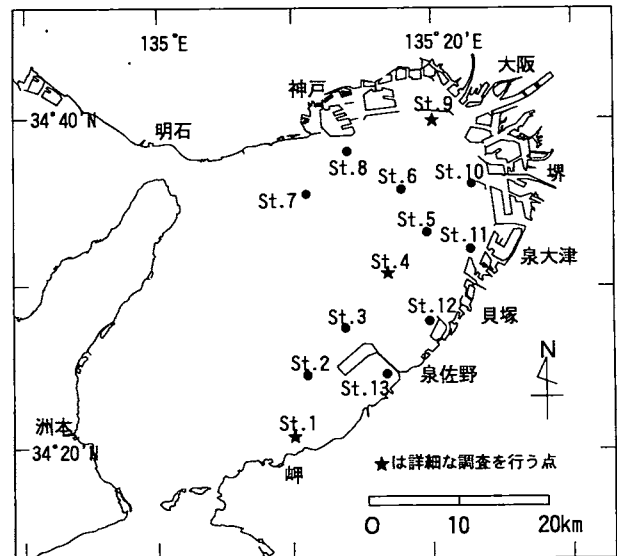 135°E
135°20'E
大阪
神戸
St.9
34°40'N
明石
St.8
堺
St.6
St.10
St.7
St.5
St.11
St.4
泉大津
貝塚
St.12
St.3
N
St.2
泉佐野
St.13
St.1
洲本
34°20'N
岬
★は詳細な調査を行う点
0 10 20km